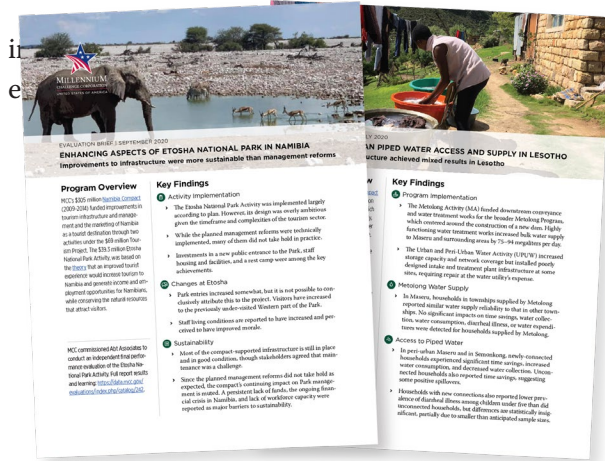 in
e
MILLENNIUM
CHALLENGE CORPORATION
UNITED STATES OF AMERICA
EVALUATION BRIEF | SEPTEMBER 2020
ENHANCING ASPECTS OF ETOSHA NATIONAL PARK IN NAMIBIA
Improvements to infrastructure were more sustainable than management reforms
Program Overview
MCC's $305 million Namibia Compact
(2009-2014) funded improvements in
tourism infrastructure and manage-
ment and the marketing of Namibia
as a tourist destination through two
activities under the $69 million Tour-
ism Project. The $39.5 million Etosha
National Park Activity, was based on
the theory that an improved tourist
experience would increase tourism to
Namibia and generate income and em-
ployment opportunities for Namibians,
while conserving the natural resources
that attract visitors.
MCC commissioned Abt Associates to
conduct an independent final perfor-
mance evaluation of the Etosha Na-
tional Park Activity. Full report results
and learning: https://data.mcc.gov/
evaluations/index.php/catalog/242.
Key Findings
Activity Implementation
The Etosha National Park Activity was implemented largely
according to plan. However, its design was overly ambitious
given the timeframe and complexities of the tourism sector.
While the planned management reforms were technically
implemented, many of them did not take hold in practice.
Investments in a new public entrance to the Park, staff
housing and facilities, and a rest camp were among the key
achievements.
Changes at Etosha
Park entries increased somewhat, but it is not possible to con-
clusively attribute this to the project. Visitors have increased
to the previously under-visited Western part of the Park.
Staff living conditions are reported to have increased and per-
ceived to have improved morale.
Sustainability
Most of the compact-supported infrastructure is still in place
and in good condition, though stakeholders agreed that main-
tenance was a challenge.
Since the planned management reforms did not take hold as
expected, the compact's continuing impact on Park manage-
ment is muted. A persistent lack of funds, the ongoing finan-
cial crisis in Namibia, and lack of workforce capacity were
reported as major barriers to sustainability.
LY 2020
AN PIPED WATER ACCESS AND SUPPLY IN LESOTHO
ucture achieved mixed results in Lesotho
Key Findings
Program Implementation
The Metolong Activity (MA) funded downstream conveyance
and water treatment works for the broader Metolong Program,
which centered around the construction of a new dam. Highly
functioning water treatment works increased bulk water supply
to Maseru and surrounding areas by 75–94 megaliters per day.
The Urban and Peri-Urban Water Activity (UPUW) increased
storage capacity and network coverage but installed poorly
designed intake and treatment plant infrastructure at some
sites, requiring repair at the water utility's expense.
Metolong Water Supply
In Maseru, households in townships supplied by Metolong
reported similar water supply reliability to that in other town-
ships. No significant impacts on time savings, water collec-
tion, water consumption, diarrheal illness, or water expendi-
tures were detected for households supplied by Metolong.
Access to Piped Water
In peri-urban Maseru and in Semonkong, newly-connected
households experienced significant time savings, increased
water consumption, and decreased water collection. Uncon-
nected households also reported time savings, suggesting
some positive spillovers.
Households with new connections also reported lower prev-
alence of diarrheal illness among children under five than did
unconnected households, but differences are statistically insig-
nificant, partially due to smaller than anticipated sample sizes.